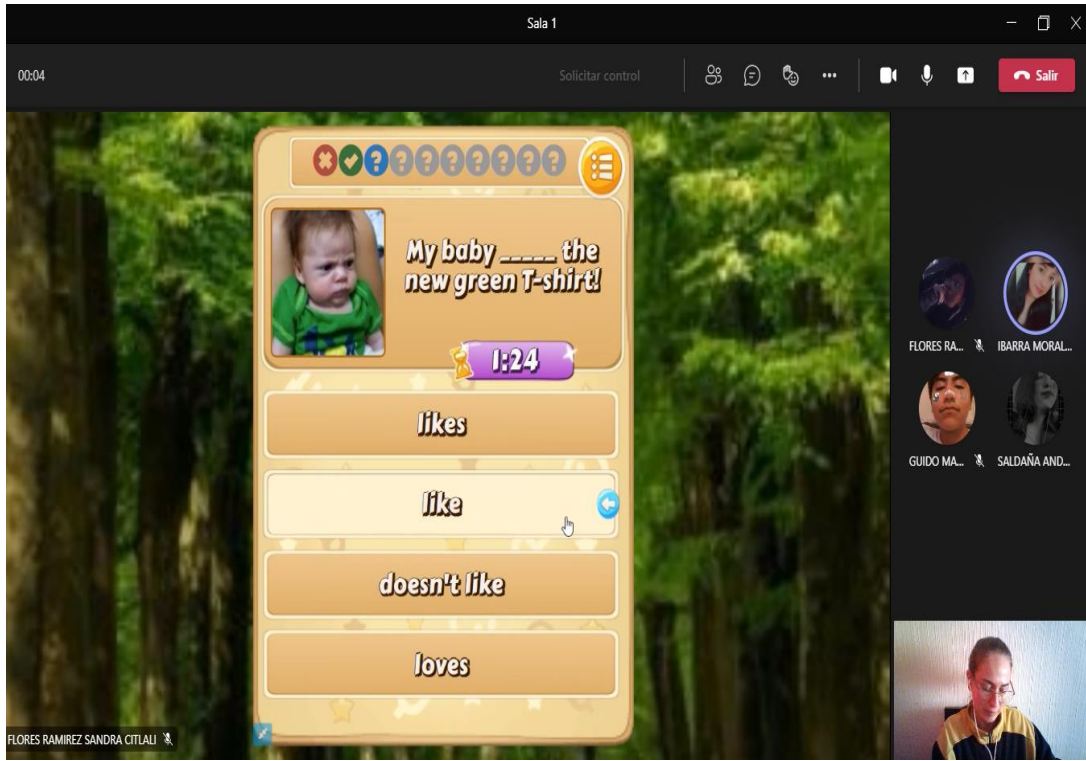 Sala 1
00:04
Solicitar control
Salir
My baby _____ the
new green T-shirt!
1:24
likes
like
doesn't like
loves
FLORES RA...
IBARRA MORAL...
GUIDO MA...
SALDAÑA AND...
FLORES RAMIREZ SANDRA CITLALI